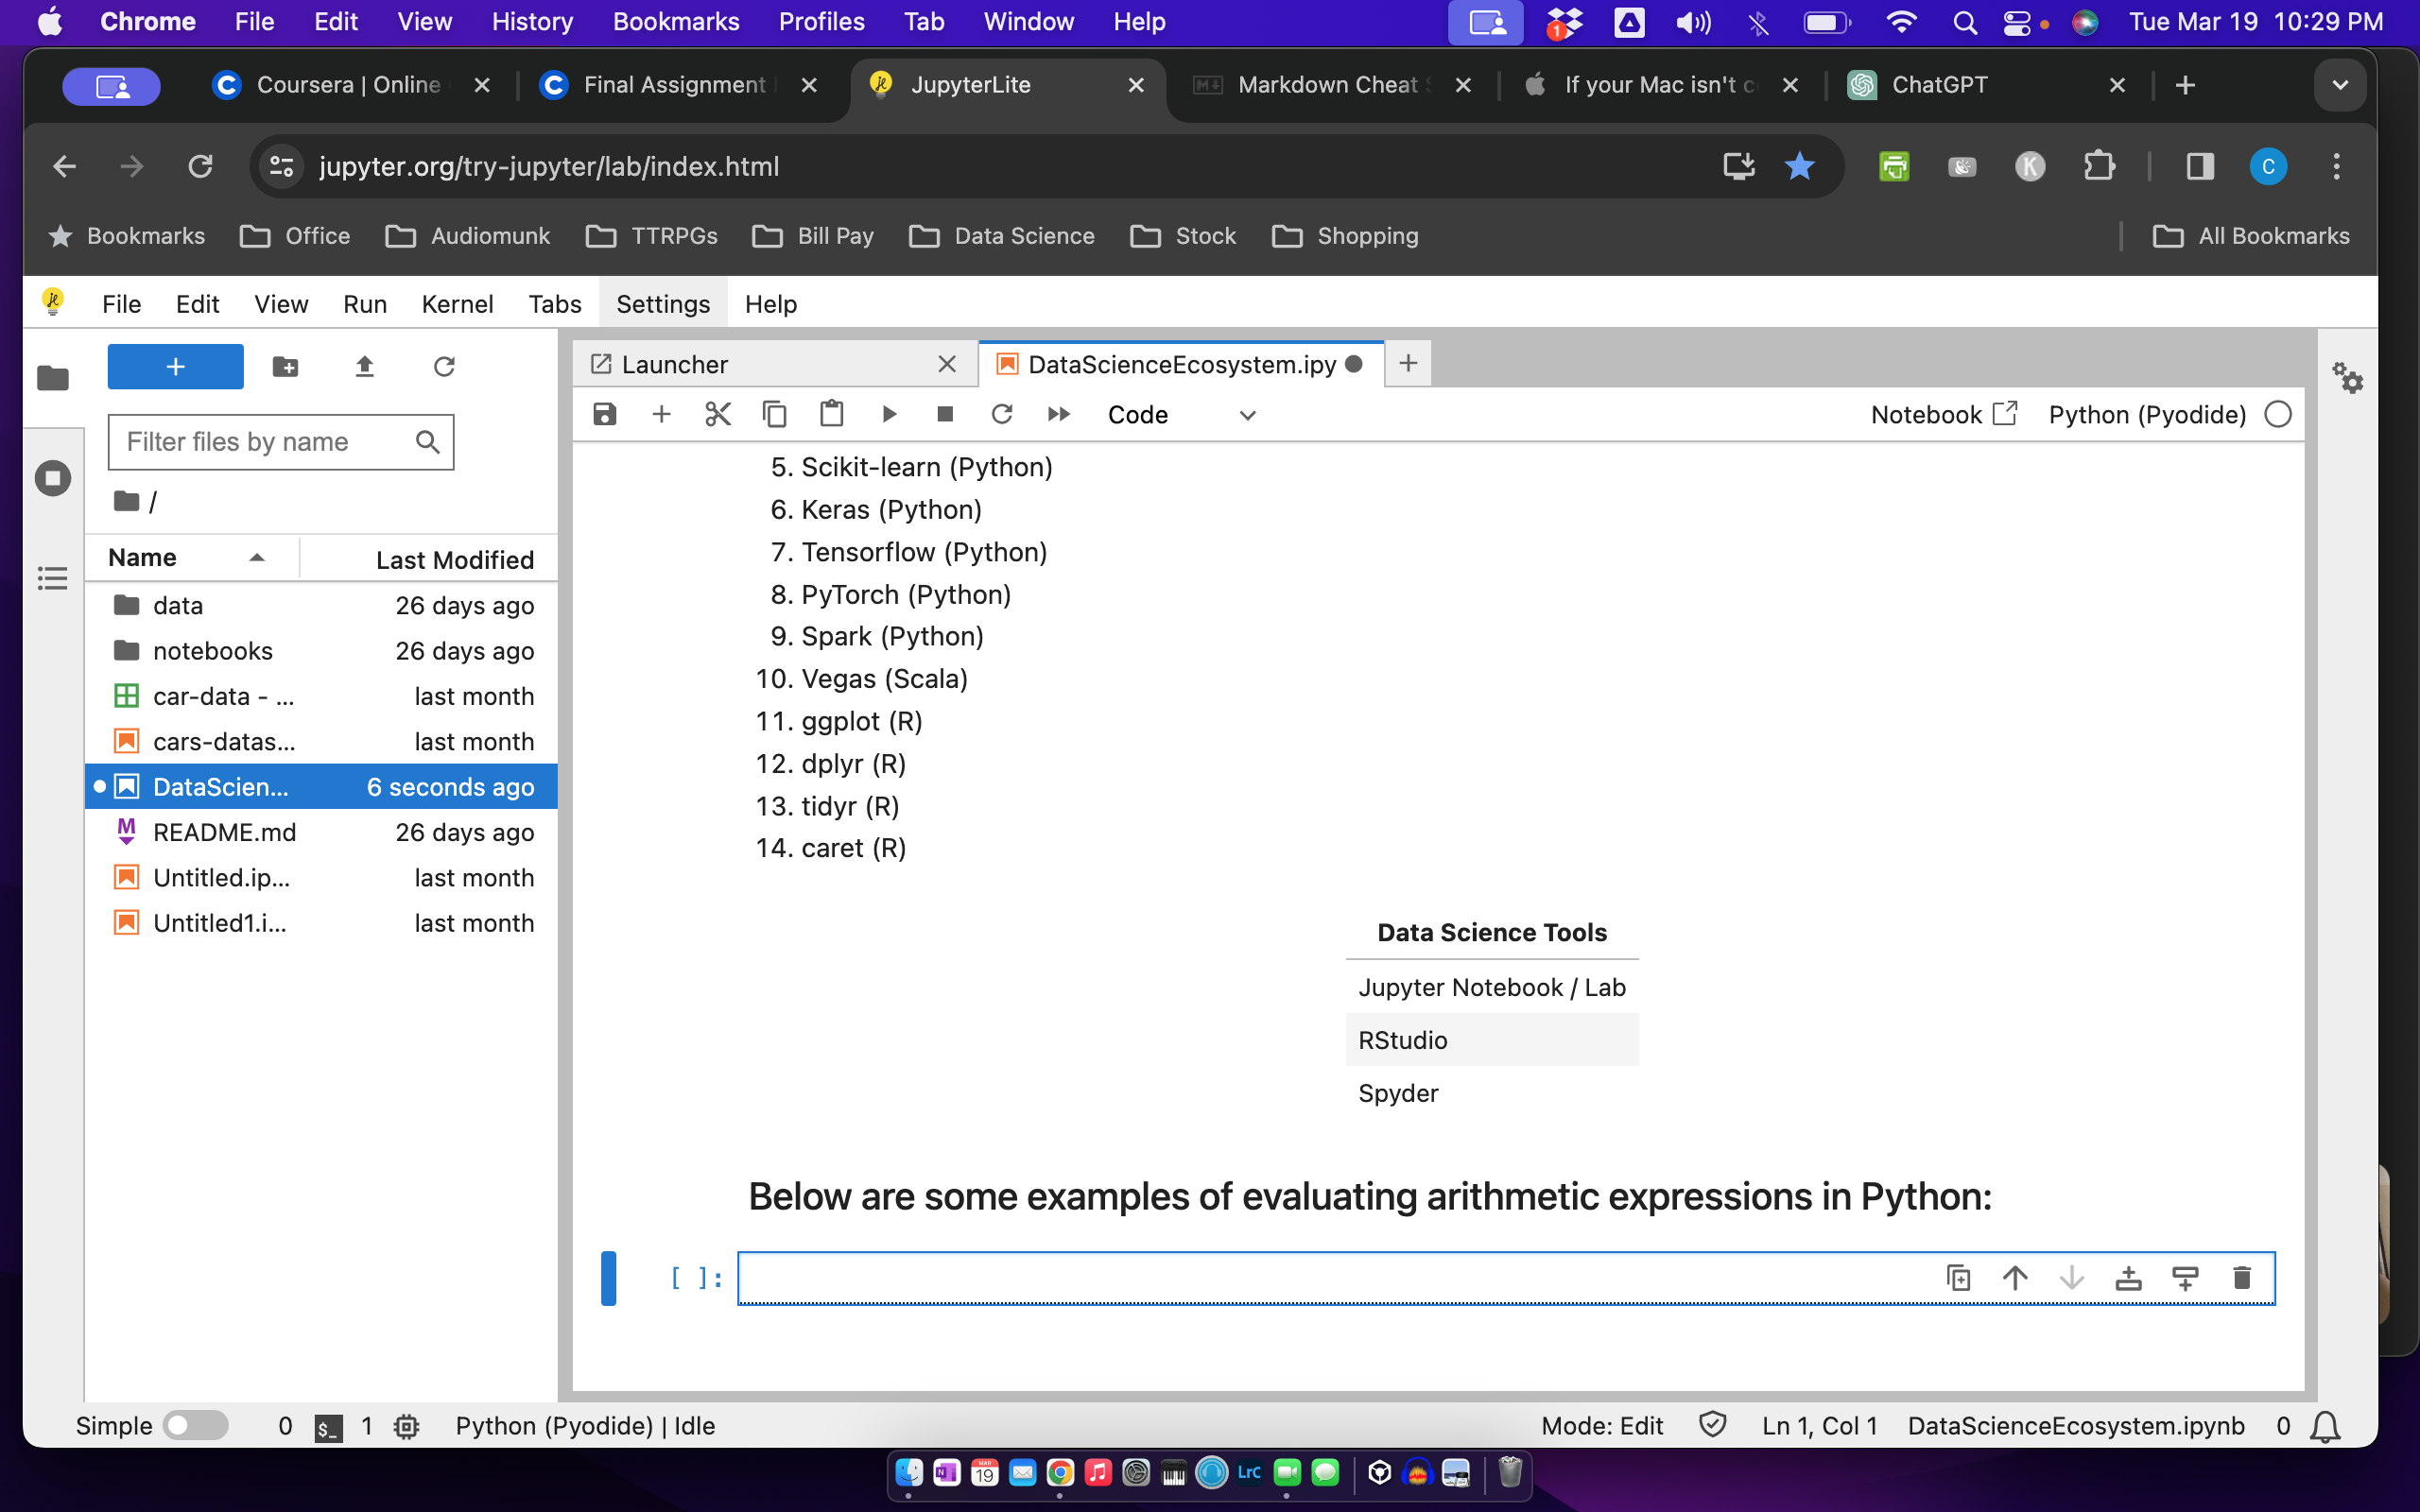 Chrome File Edit View History Bookmarks Profiles Tab Window Help 1 Tue Mar 19 10:29 PM
Coursera | Online Final Assignment JupyterLite Markdown Cheat If your Mac isn't ChatGPT
jupyter.org/try-jupyter/lab/index.html K C
Bookmarks Office Audiomunk TTRPGs Bill Pay Data Science Stock Shopping All Bookmarks
File Edit View Run Kernel Tabs Settings Help
Launcher DataScienceEcosystem.ipy
Code Notebook Python (Pyodide)
Filter files by name
/
Name Last Modified
data 26 days ago
notebooks 26 days ago
car-data - ... last month
cars-datas... last month
DataScien... 6 seconds ago
README.md 26 days ago
Untitled.ip... last month
Untitled1.i... last month
5. Scikit-learn (Python)
6. Keras (Python)
7. Tensorflow (Python)
8. PyTorch (Python)
9. Spark (Python)
10. Vegas (Scala)
11. ggplot (R)
12. dplyr (R)
13. tidyr (R)
14. caret (R)
Data Science Tools
Jupyter Notebook / Lab
RStudio
Spyder
Below are some examples of evaluating arithmetic expressions in Python:
[ ]:
Simple 0 $_ 1 Python (Pyodide) | Idle Mode: Edit Ln 1, Col 1 DataScienceEcosystem.ipynb 0
MAR 19 LrC